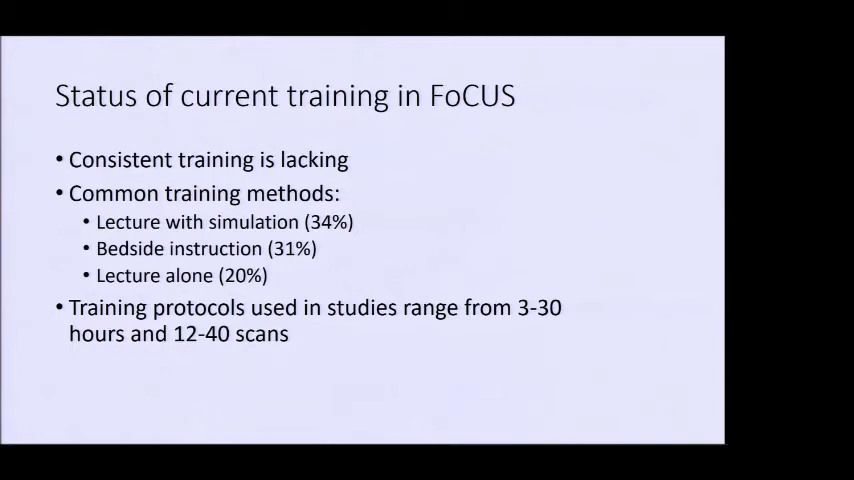 Status of current training in FoCUS
• Consistent training is lacking
• Common training methods:
• Lecture with simulation (34%)
• Bedside instruction (31%)
• Lecture alone (20%)
• Training protocols used in studies range from 3-30
hours and 12-40 scans